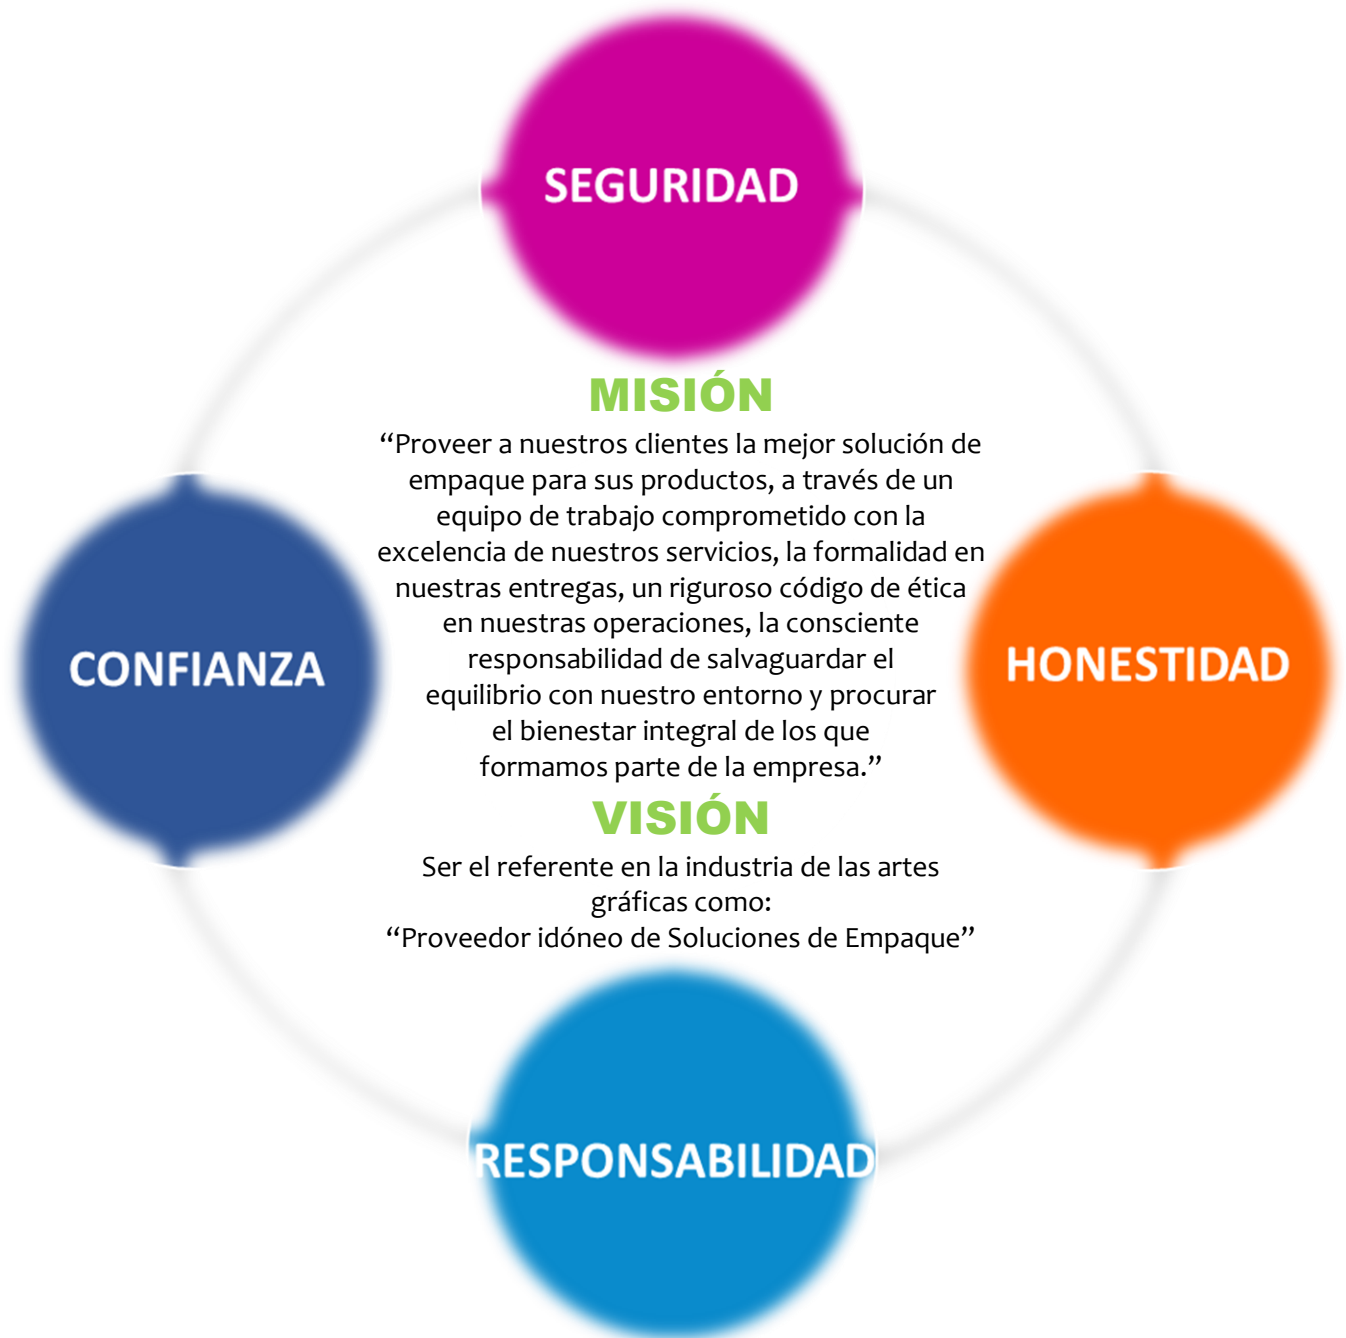 SEGURIDAD
MISIÓN
“Proveer a nuestros clientes la mejor solución de
empaque para sus productos, a través de un
equipo de trabajo comprometido con la
excelencia de nuestros servicios, la formalidad en
nuestras entregas, un riguroso código de ética
en nuestras operaciones, la consciente
responsabilidad de salvaguardar el
equilibrio con nuestro entorno y procurar
el bienestar integral de los que
formamos parte de la empresa.”
CONFIANZA
HONESTIDAD
VISIÓN
Ser el referente en la industria de las artes
gráficas como:
“Proveedor idóneo de Soluciones de Empaque”
RESPONSABILIDAD